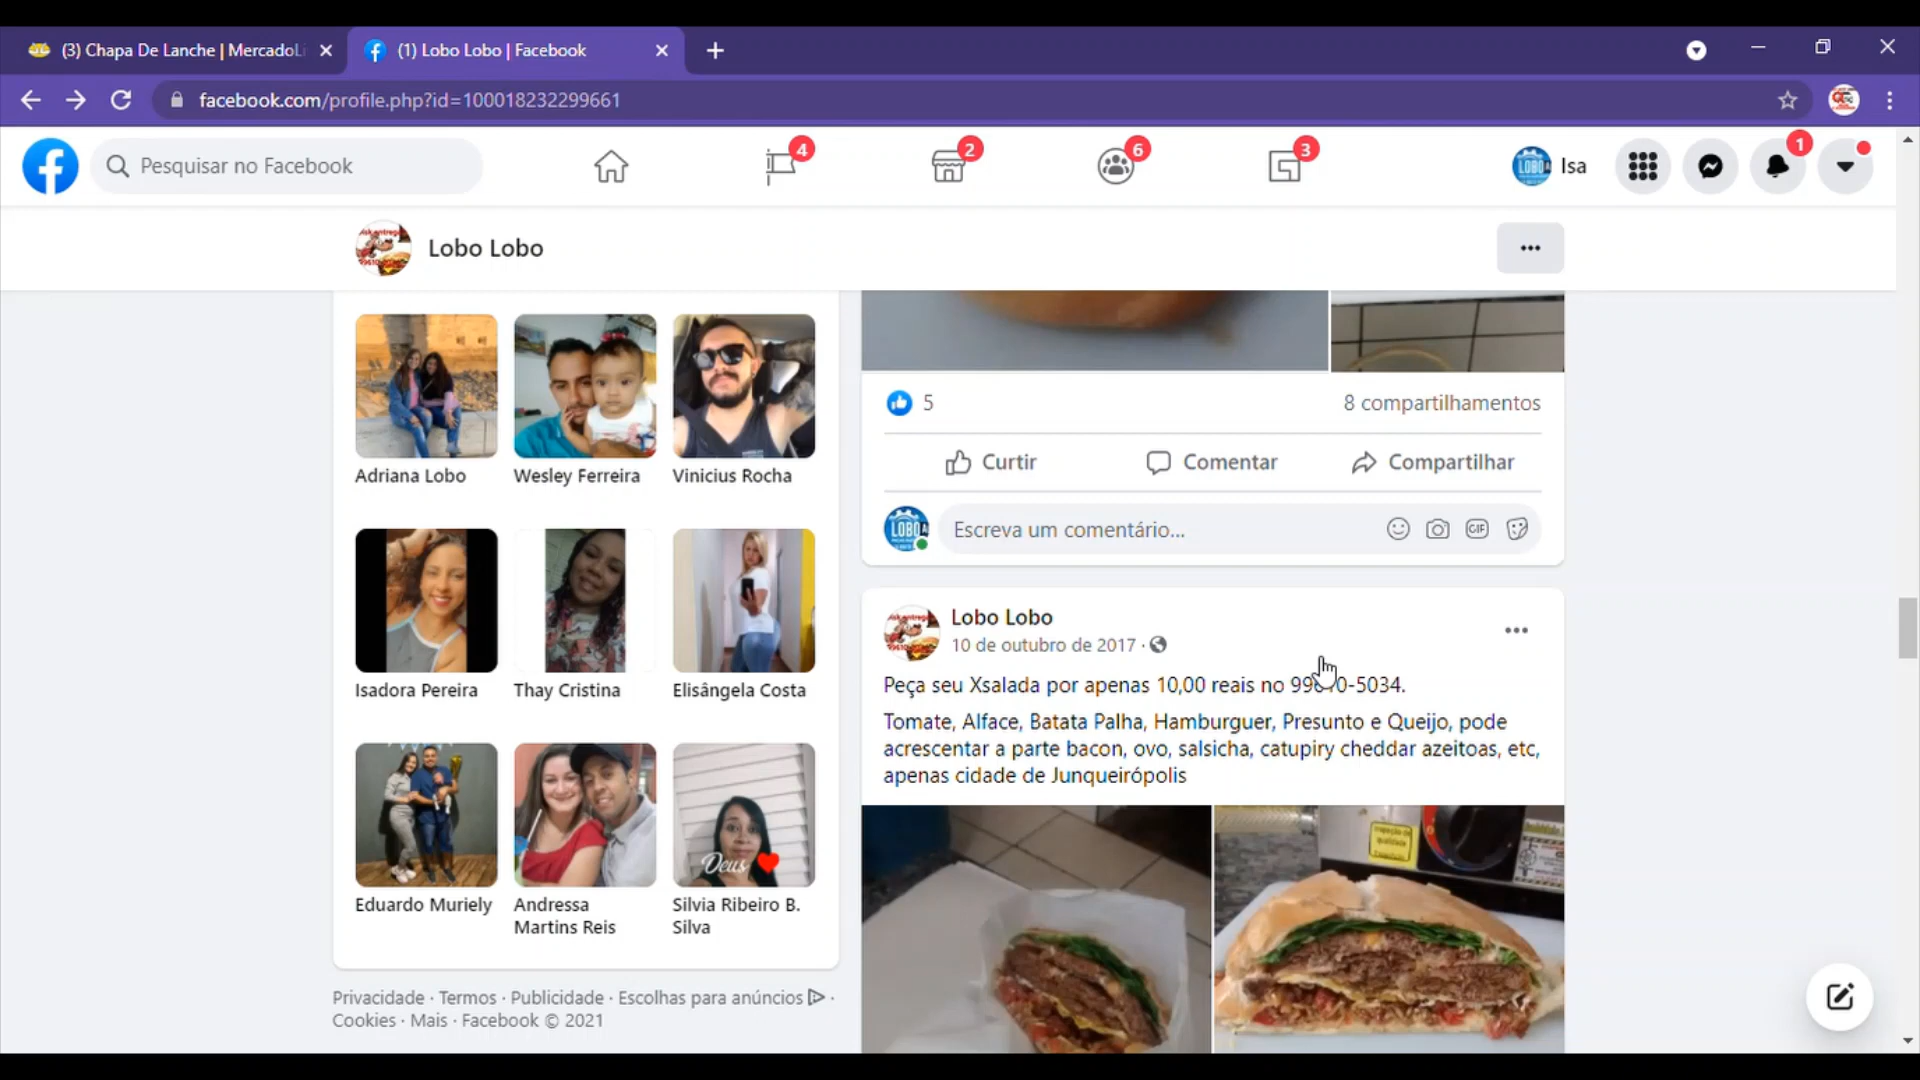 (3) Chapa De Lanche | MercadoLi
(1) Lobo Lobo | Facebook
facebook.com/profile.php?id=100018232299661
Pesquisar no Facebook
4
2
6
3
LOBO
Isa
1
Lobo Lobo
Adriana Lobo
Wesley Ferreira
Vinicius Rocha
Isadora Pereira
Thay Cristina
Elisângela Costa
Deus
Eduardo Muriely
Andressa
Martins Reis
Silvia Ribeiro B.
Silva
Privacidade · Termos · Publicidade · Escolhas para anúncios ·
Cookies · Mais · Facebook © 2021
5
8 compartilhamentos
Curtir
Comentar
Compartilhar
LOBO
Escreva um comentário...
GIF
Lobo Lobo
10 de outubro de 2017 ·
Peça seu Xsalada por apenas 10,00 reais no
Tomate, Alface, Batata Palha, Hamburguer, Presunto e Queijo, pode
acrescentar a parte bacon, ovo, salsicha, catupiry cheddar azeitoas, etc,
apenas cidade de Junqueirópolis